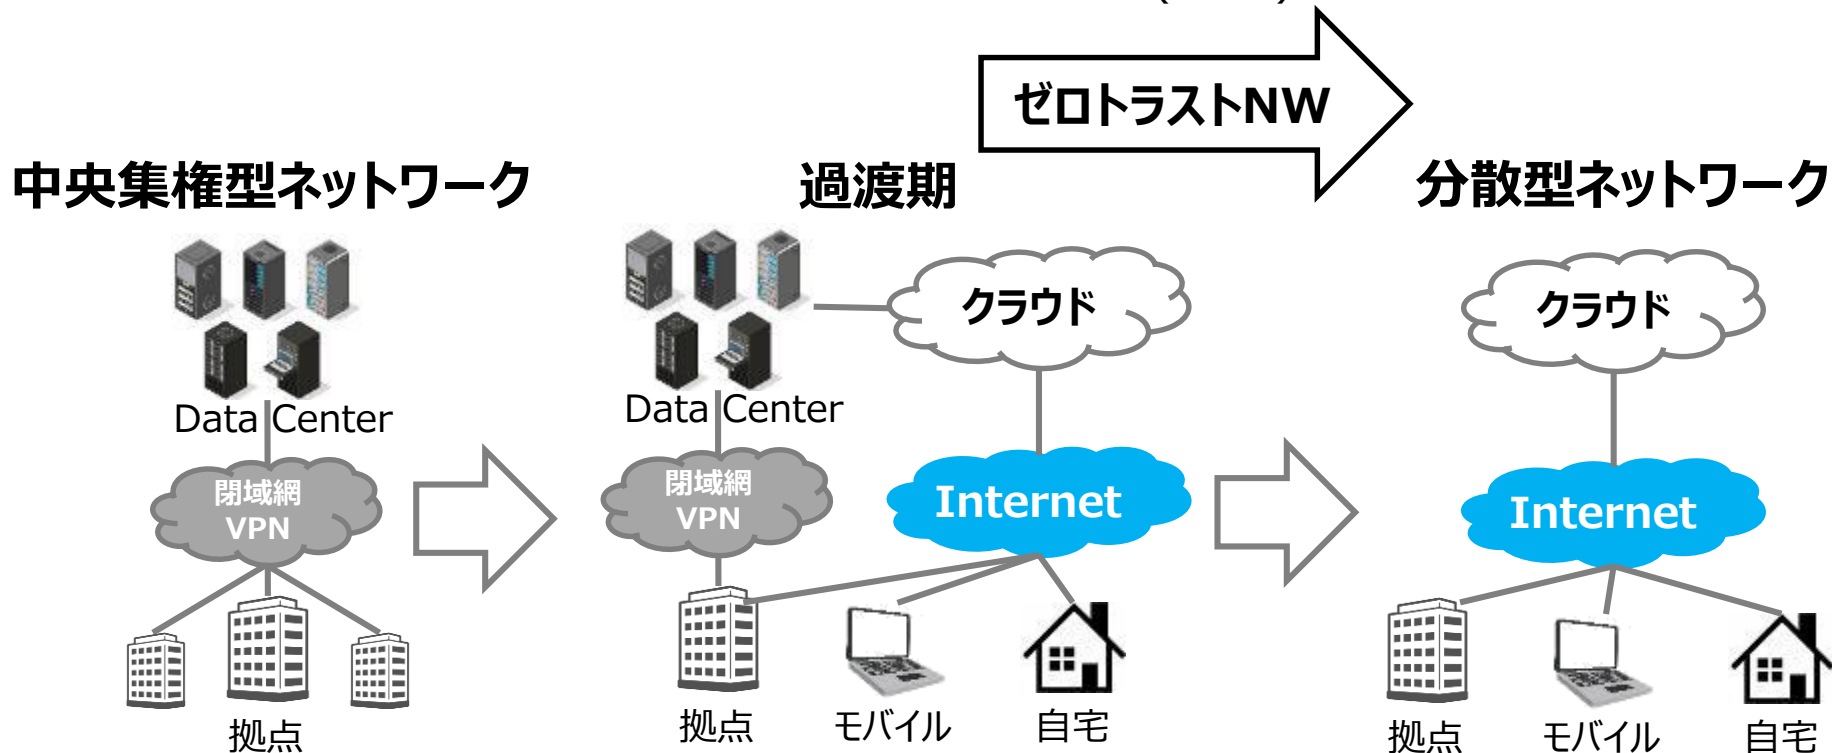 ゼロトラストNW
中央集権型ネットワーク
過渡期
分散型ネットワーク
Data Center
閉域網
VPN
拠点
クラウド
Data Center
閉域網
VPN
Internet
拠点
モバイル
自宅
クラウド
Internet
拠点
モバイル
自宅